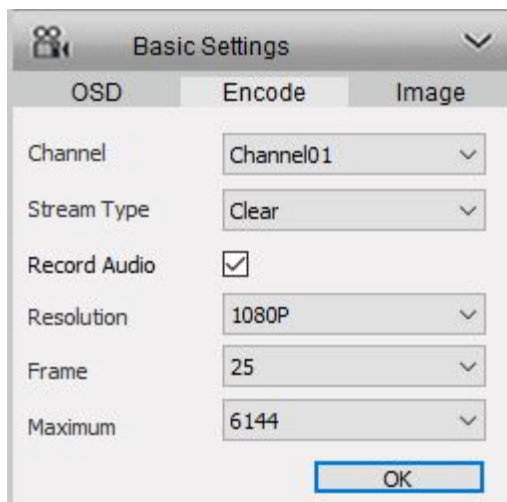 Basic Settings
OSD Encode Image
Channel Channel01
Stream Type Clear
Record Audio
Resolution 1080P
Frame 25
Maximum 6144
OK